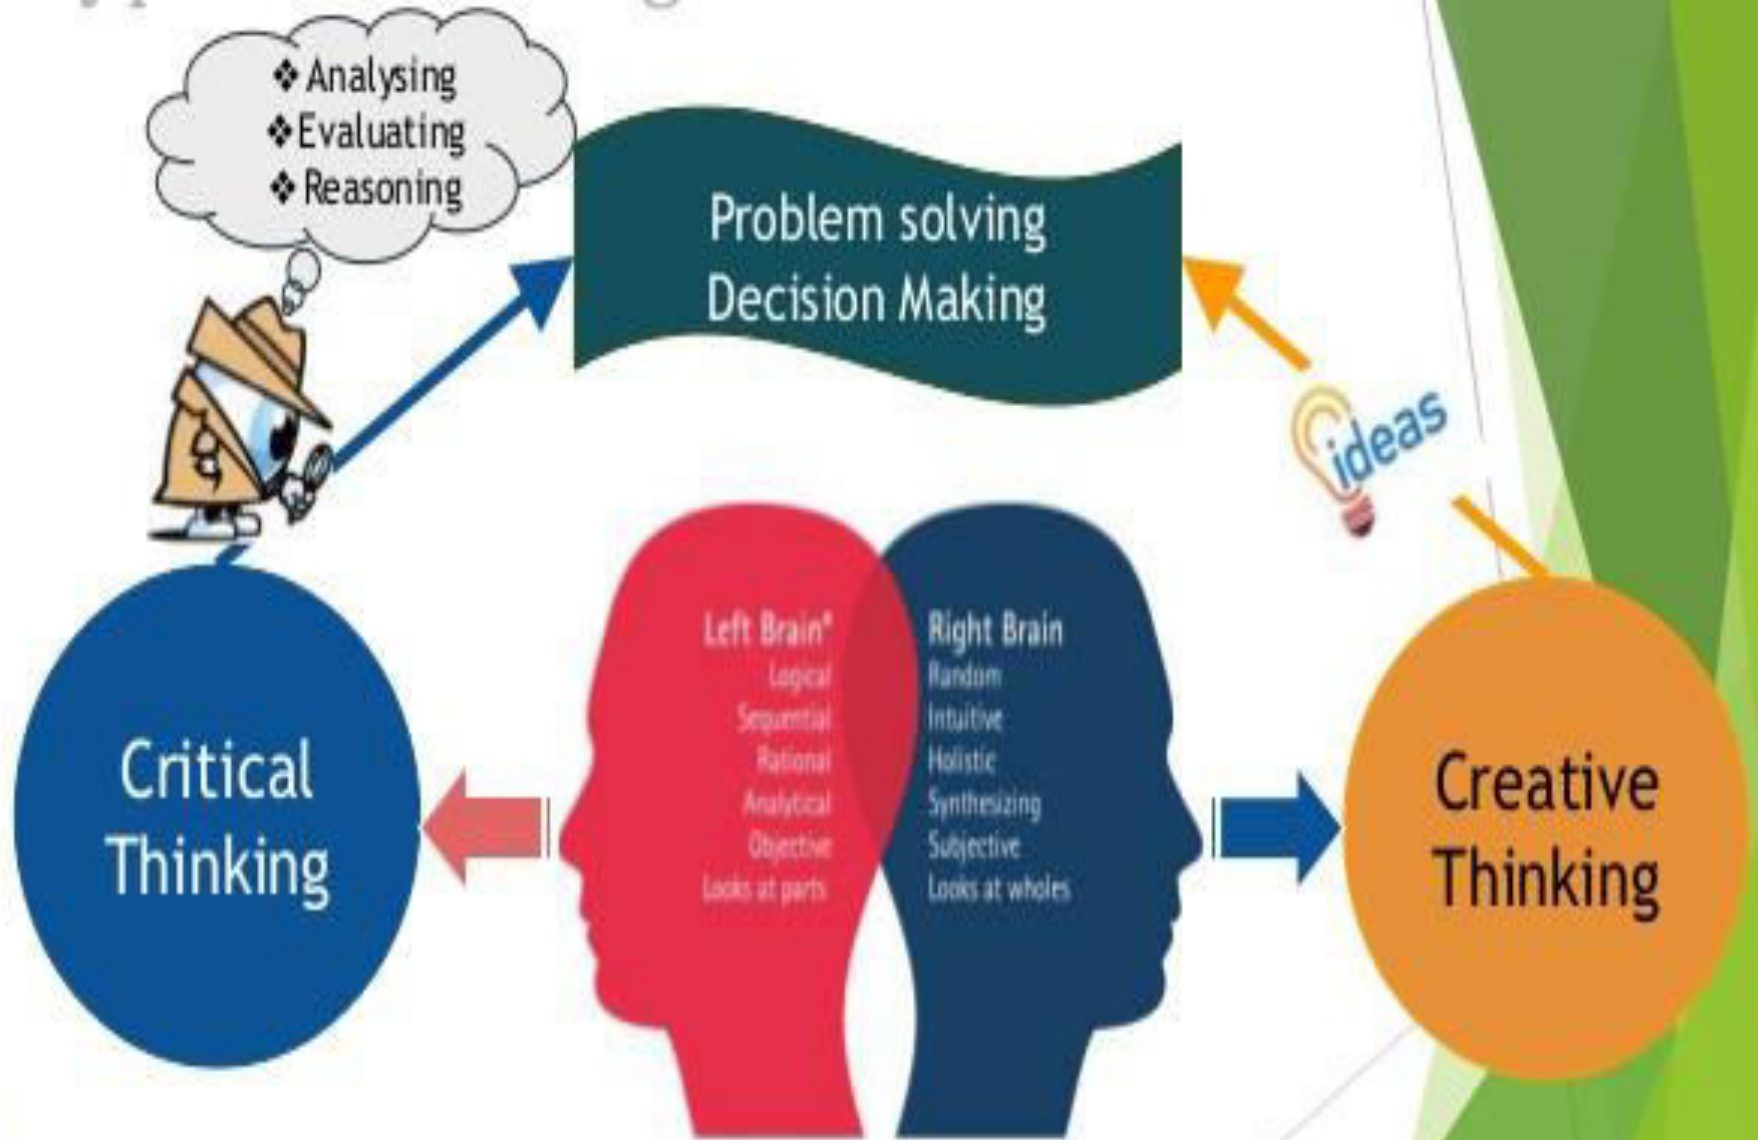 ❖ Analysing
❖Evaluating
❖ Reasoning
Problem solving
Decision Making
ideas
Left Brain*
Logical
Sequential
Rational
Analytical
Objective
Looks at parts
Right Brain
Random
Intuitive
Holistic
Synthesizing
Subjective
Looks at wholes
Critical
Thinking
Creative
Thinking